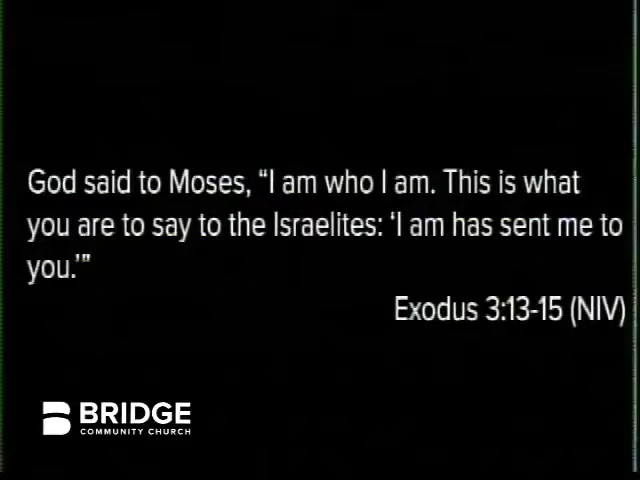 God said to Moses, “I am who I am. This is what
you are to say to the Israelites: ‘I am has sent me to
you.’”
Exodus 3:13-15 (NIV)
BRIDGE
COMMUNITY CHURCH